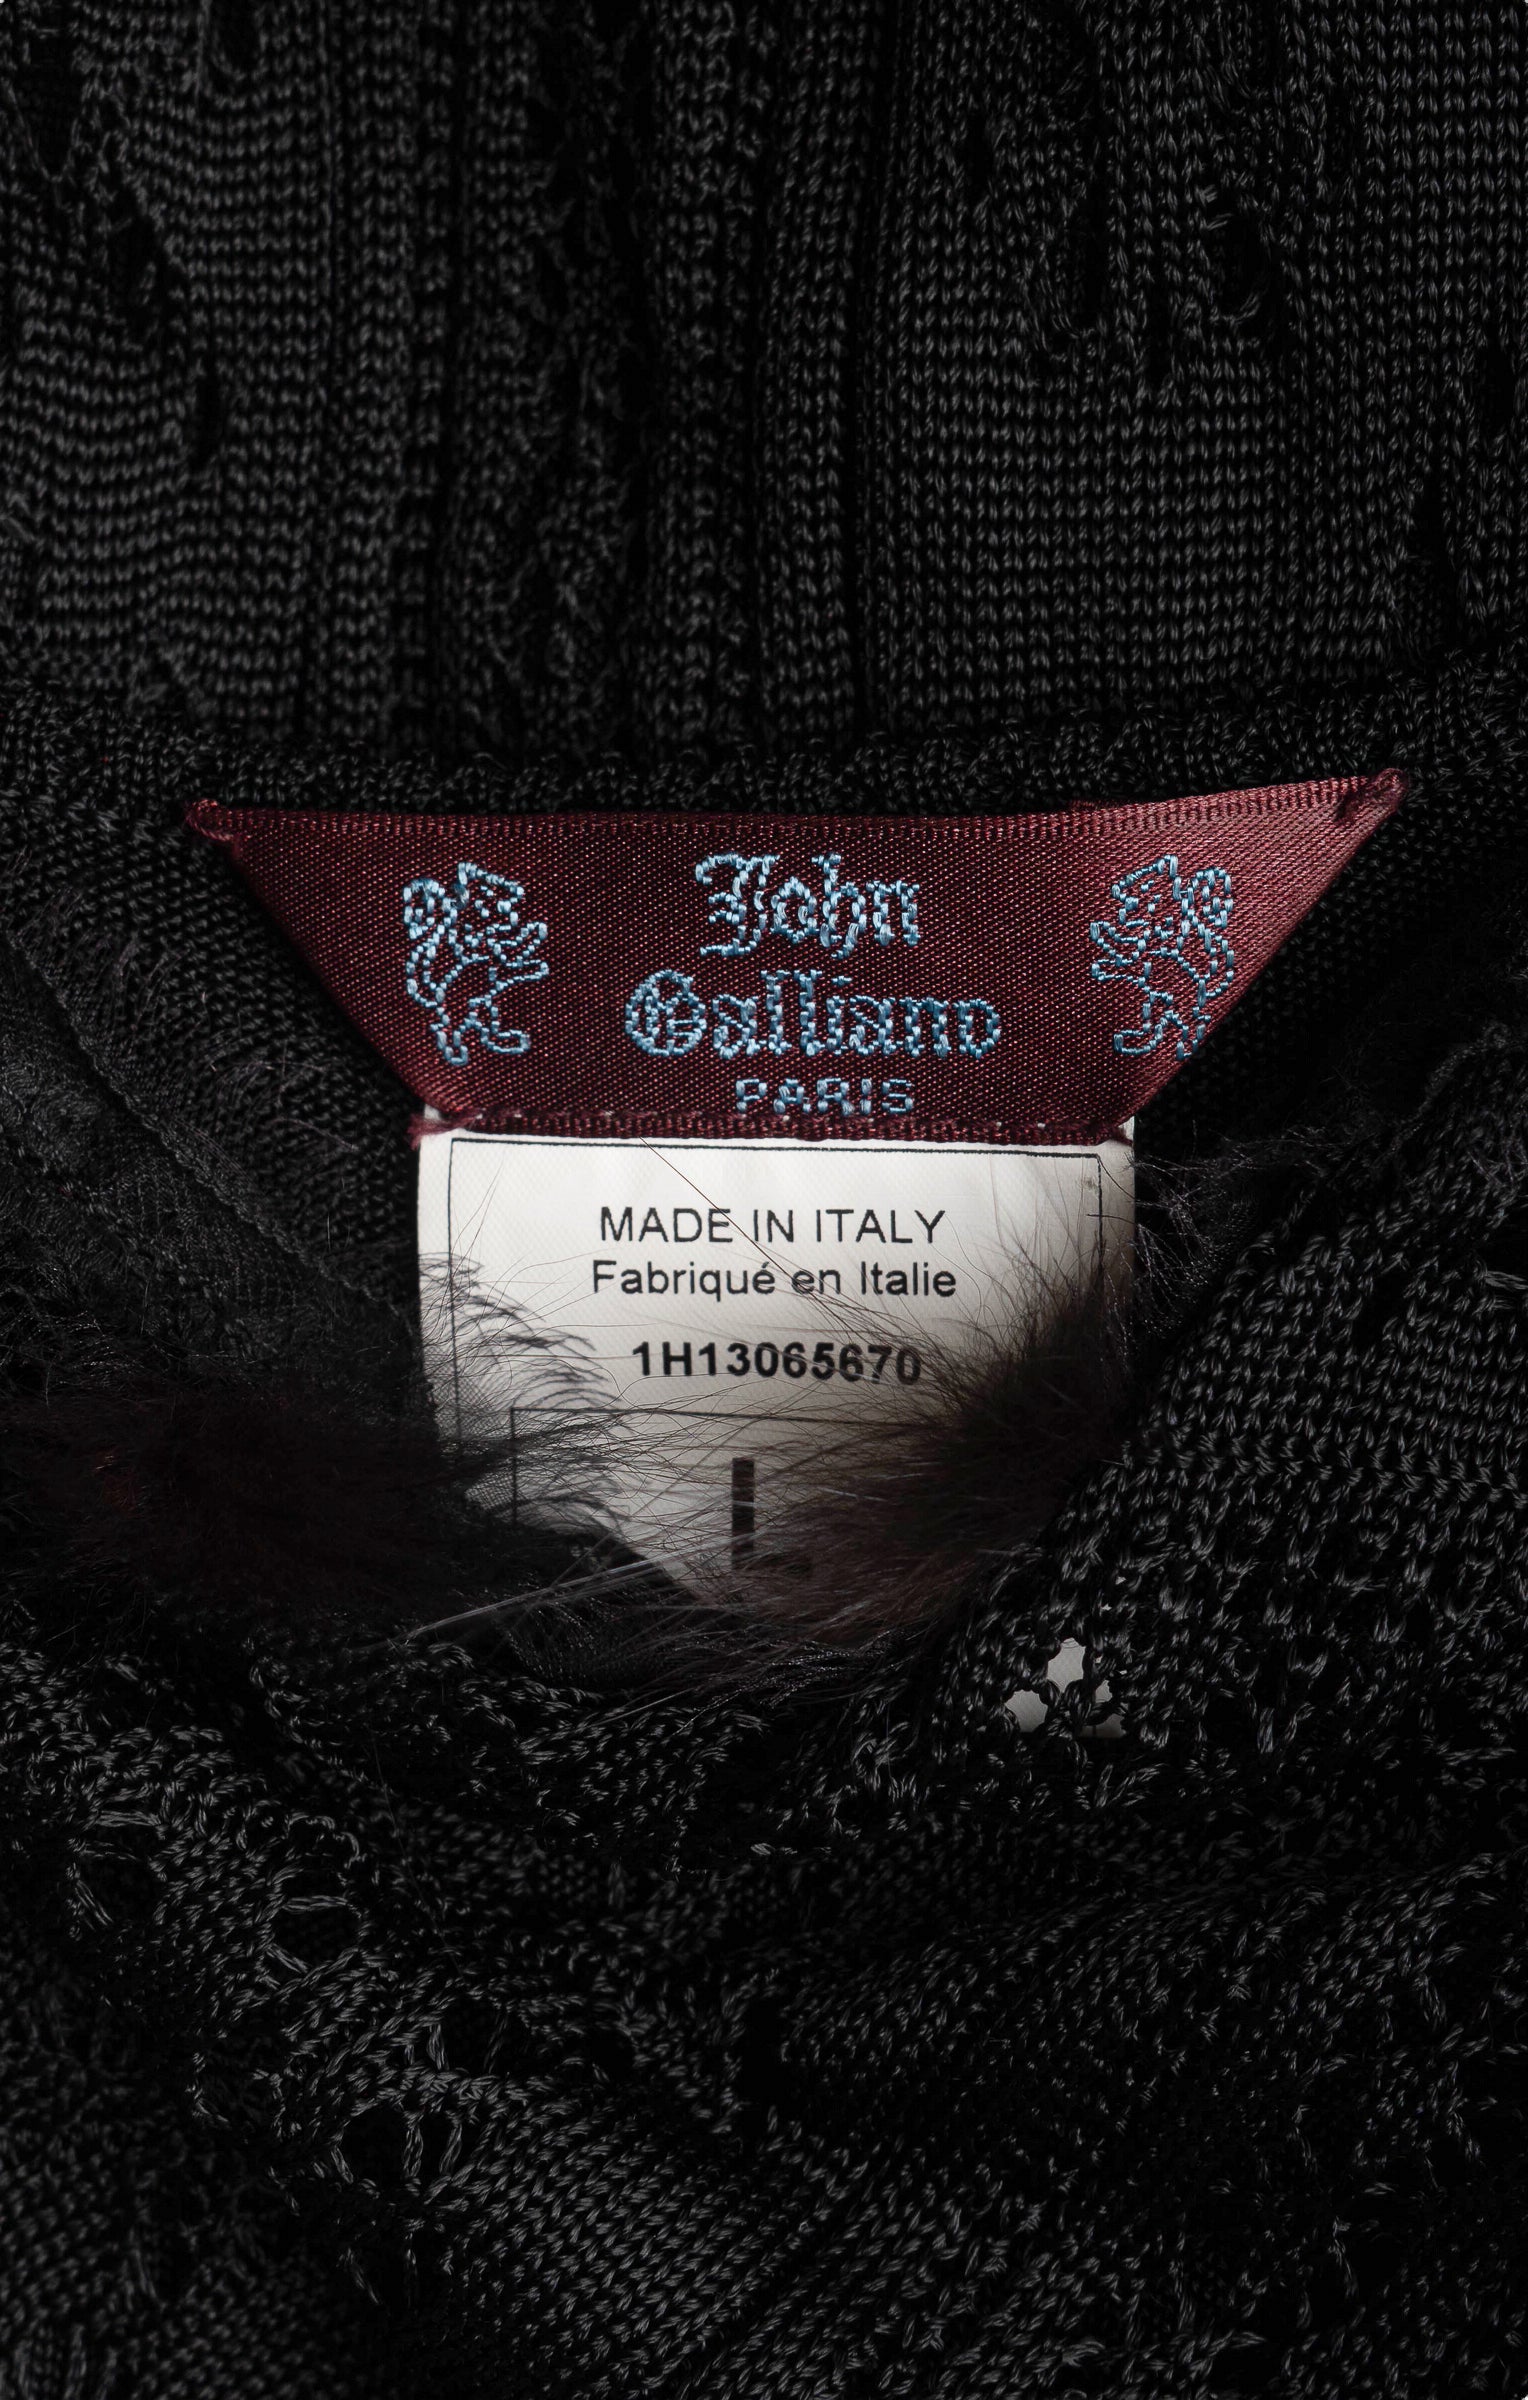 John
Galliano
PARIS
MADE IN ITALY
Fabriqué en Italie
1H13065670